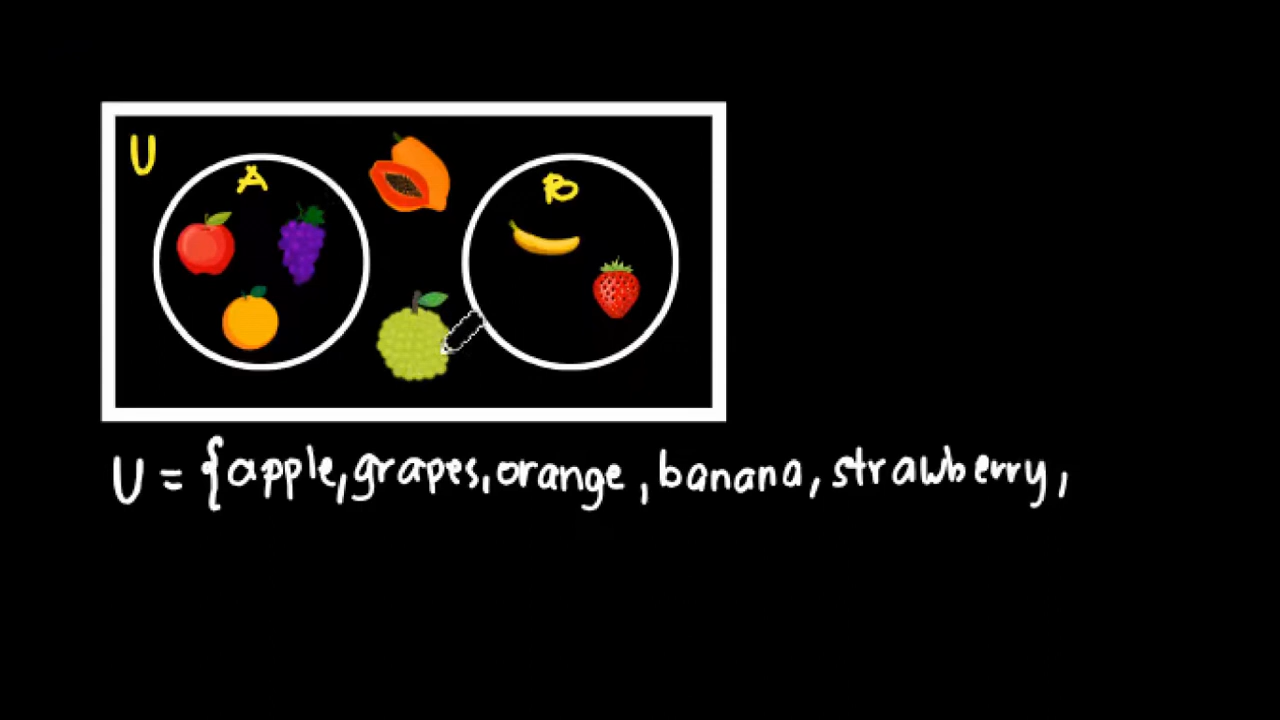 U
A
B
U = {apple, grapes, orange, banana, strawberry,